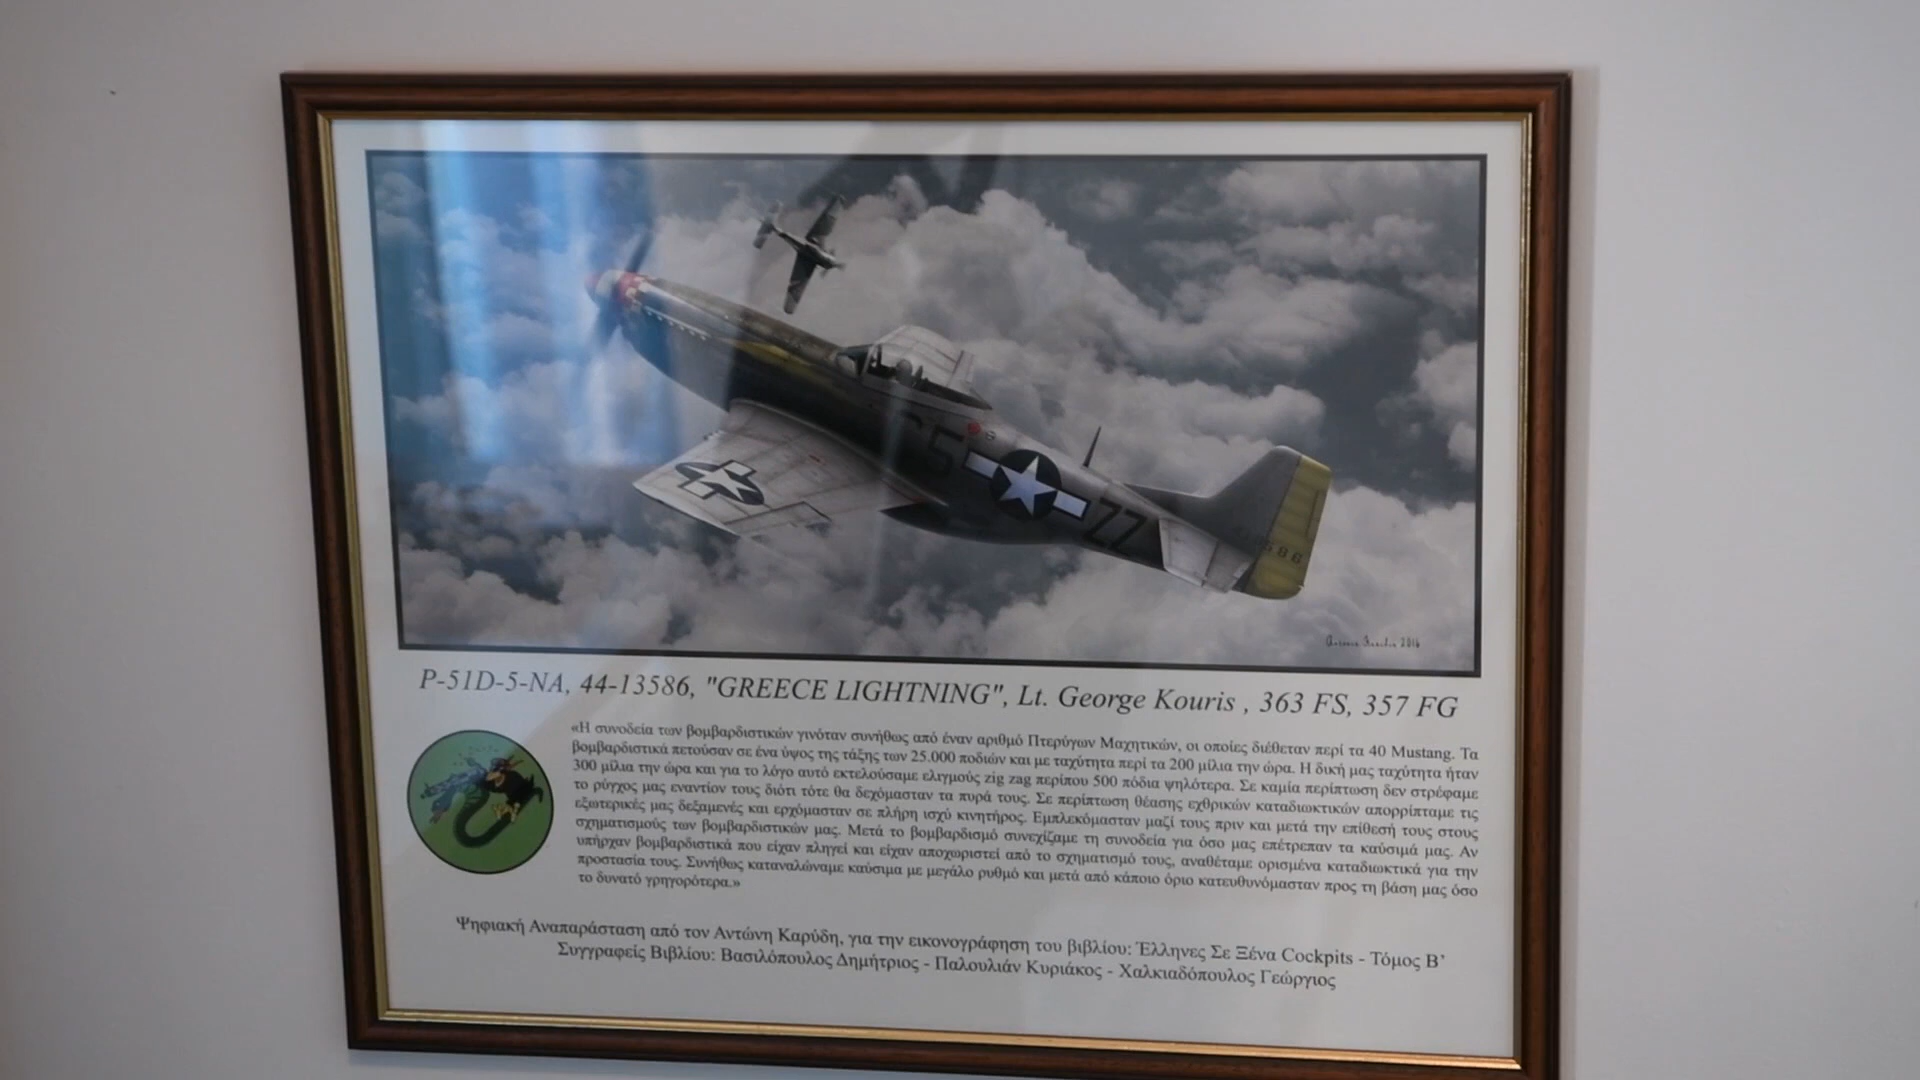 C5
ZZ
2016
P-51D-5-NA, 44-13586, "GREECE LIGHTNING", Lt. George Kouris , 363 FS, 357 FG
«Η συνοδεία των βομβαρδιστικών γινόταν συνήθως από έναν αριθμό Πτερύγων Μαχητικών, οι οποίες διέθεταν περί τα 40 Mustang. Τα
βομβαρδιστικά πετούσαν σε ένα ύψος της τάξης των 25.000 ποδιών και με ταχύτητα περί τα 200 μίλια την ώρα. Η δική μας ταχύτητα ήταν
300 μίλια την ώρα και για το λόγο αυτό εκτελούσαμε ελιγμούς zig zag περίπου 500 πόδια ψηλότερα. Σε καμία περίπτωση δεν στρέφαμε
το ρύγχος μας εναντίον τους διότι τότε θα δεχόμασταν τα πυρά τους. Σε περίπτωση θέασης εχθρικών καταδιωκτικών απορρίπταμε τις
εξωτερικές μας δεξαμενές και ερχόμασταν σε πλήρη ισχύ κινητήρος. Εμπλεκόμασταν μαζί τους πριν και μετά την επίθεσή τους στους
σχηματισμούς των βομβαρδιστικών μας. Μετά το βομβαρδισμό συνεχίζαμε τη συνοδεία για όσο μας επέτρεπαν τα καύσιμά μας. Αν
υπήρχαν βομβαρδιστικά που είχαν πληγεί και είχαν αποχωριστεί από το σχηματισμό τους, αναθέταμε ορισμένα καταδιωκτικά για την
προστασία τους. Συνήθως καταναλώναμε καύσιμα με μεγάλο ρυθμό και μετά από κάποιο όριο κατευθυνόμασταν προς τη βάση μας όσο
το δυνατό γρηγορότερα.»
Ψηφιακή Αναπαράσταση από τον Αντώνη Καρύδη, για την εικονογράφηση του βιβλίου: Έλληνες Σε Ξένα Cockpits - Τόμος Β’
Συγγραφείς Βιβλίου: Βασιλόπουλος Δημήτριος - Παλουλιάν Κυριάκος - Χαλκιαδόπουλος Γεώργιος